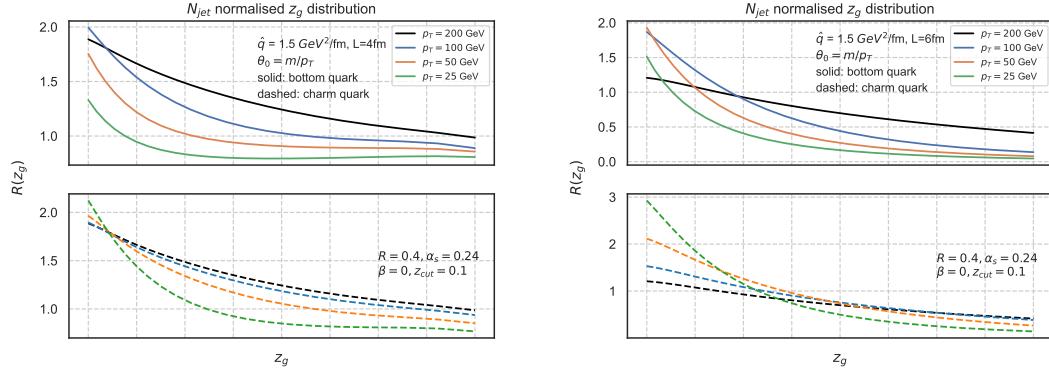 N_jet normalised z_g distribution
2.0
1.5
1.0
q̂ = 1.5 GeV²/fm, L=4fm
θ₀ = m/p_T
solid: bottom quark
dashed: charm quark
p_T = 200 GeV
p_T = 100 GeV
p_T = 50 GeV
p_T = 25 GeV
R(z_g)
2.0
1.5
1.0
R = 0.4, α_s = 0.24
β = 0, z_cut = 0.1
z_g
N_jet normalised z_g distribution
2.0
1.5
1.0
0.5
0.0
q̂ = 1.5 GeV²/fm, L=6fm
θ₀ = m/p_T
solid: bottom quark
dashed: charm quark
p_T = 200 GeV
p_T = 100 GeV
p_T = 50 GeV
p_T = 25 GeV
R(z_g)
3
2
1
R = 0.4, α_s = 0.24
β = 0, z_cut = 0.1
z_g